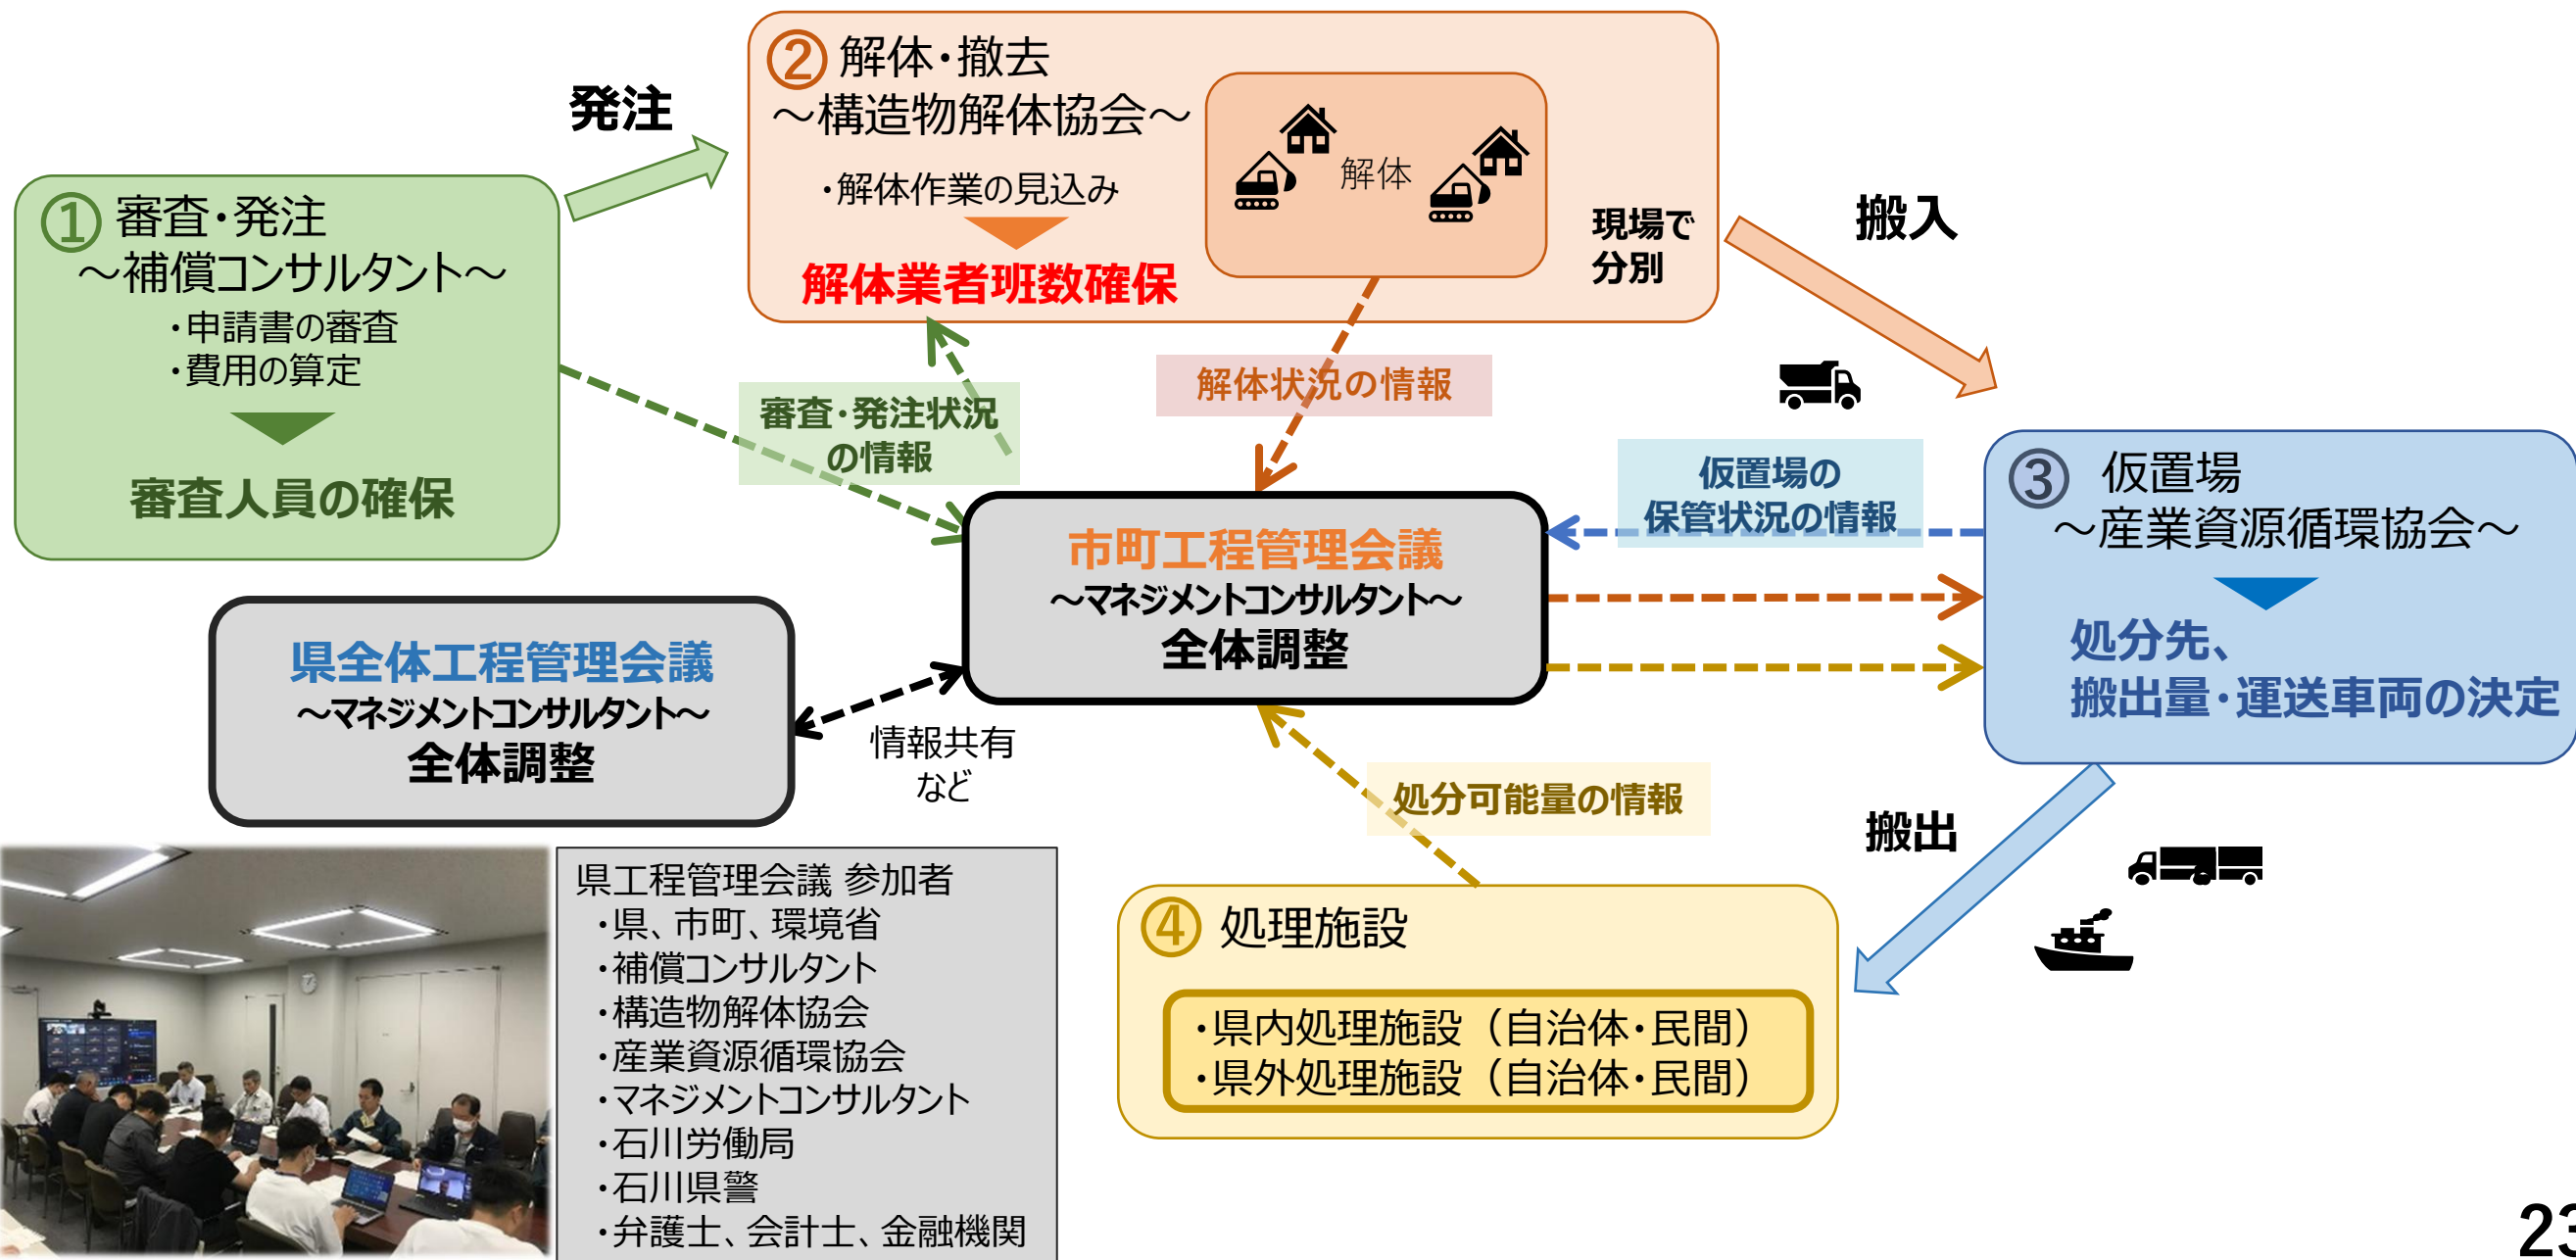 ① 審査・発注
～補償コンサルタント～
・申請書の審査
・費用の算定
審査人員の確保
発注
② 解体・撤去
～構造物解体協会～
・解体作業の見込み
解体業者班数確保
解体
現場で
分別
搬入
審査・発注状況
の情報
解体状況の情報
仮置場の
保管状況の情報
③ 仮置場
～産業資源循環協会～
処分先、
搬出量・運送車両の決定
市町工程管理会議
～マネジメントコンサルタント～
全体調整
県全体工程管理会議
～マネジメントコンサルタント～
全体調整
情報共有
など
処分可能量の情報
搬出
④ 処理施設
・県内処理施設（自治体・民間）
・県外処理施設（自治体・民間）
県工程管理会議 参加者
・県、市町、環境省
・補償コンサルタント
・構造物解体協会
・産業資源循環協会
・マネジメントコンサルタント
・石川労働局
・石川県警
・弁護士、会計士、金融機関
23